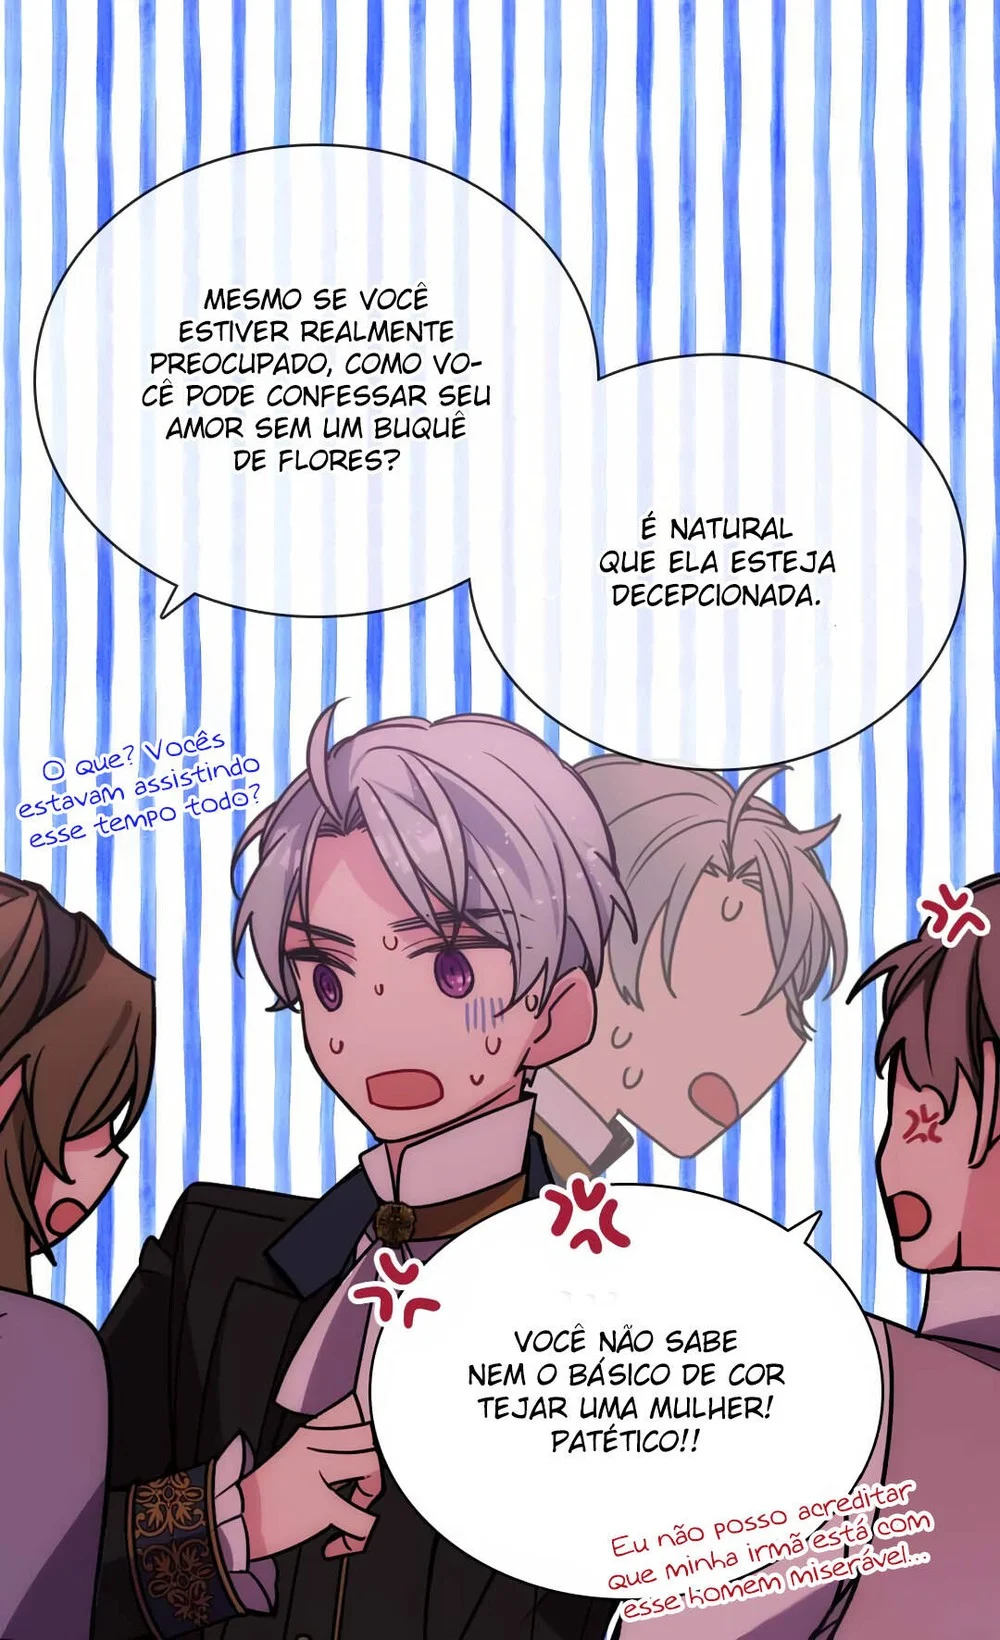 MESMO SE VOCÊ
ESTIVER REALMENTE
PREOCUPADO, COMO VO-
CÊ PODE CONFESSAR SEU
AMOR SEM UM BUQUÊ
DE FLORES?
É NATURAL
QUE ELA ESTEJA
DECEPCIONADA.
O que? Vocês
estavam assistindo
esse tempo todo?
VOCÊ NÃO SABE
NEM O BÁSICO DE COR
TEJAR UMA MULHER!
PATÉTICO!!
Eu não posso acreditar
que minha irmã está com
esse homem miserável...